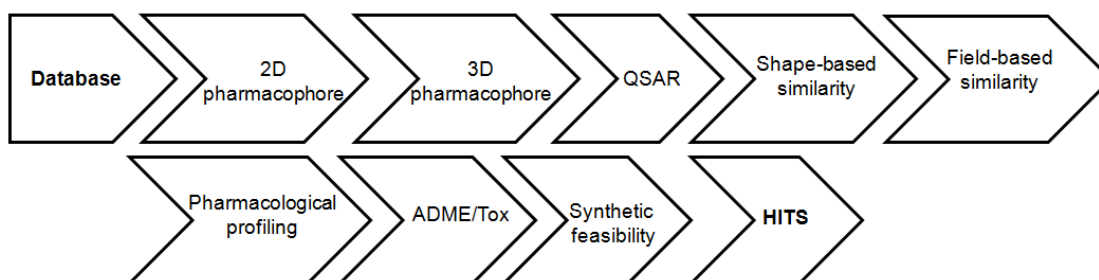 Database
2D
pharmacophore
3D
pharmacophore
QSAR
Shape-based
similarity
Field-based
similarity
Pharmacological
profiling
ADME/Tox
Synthetic
feasibility
HITS